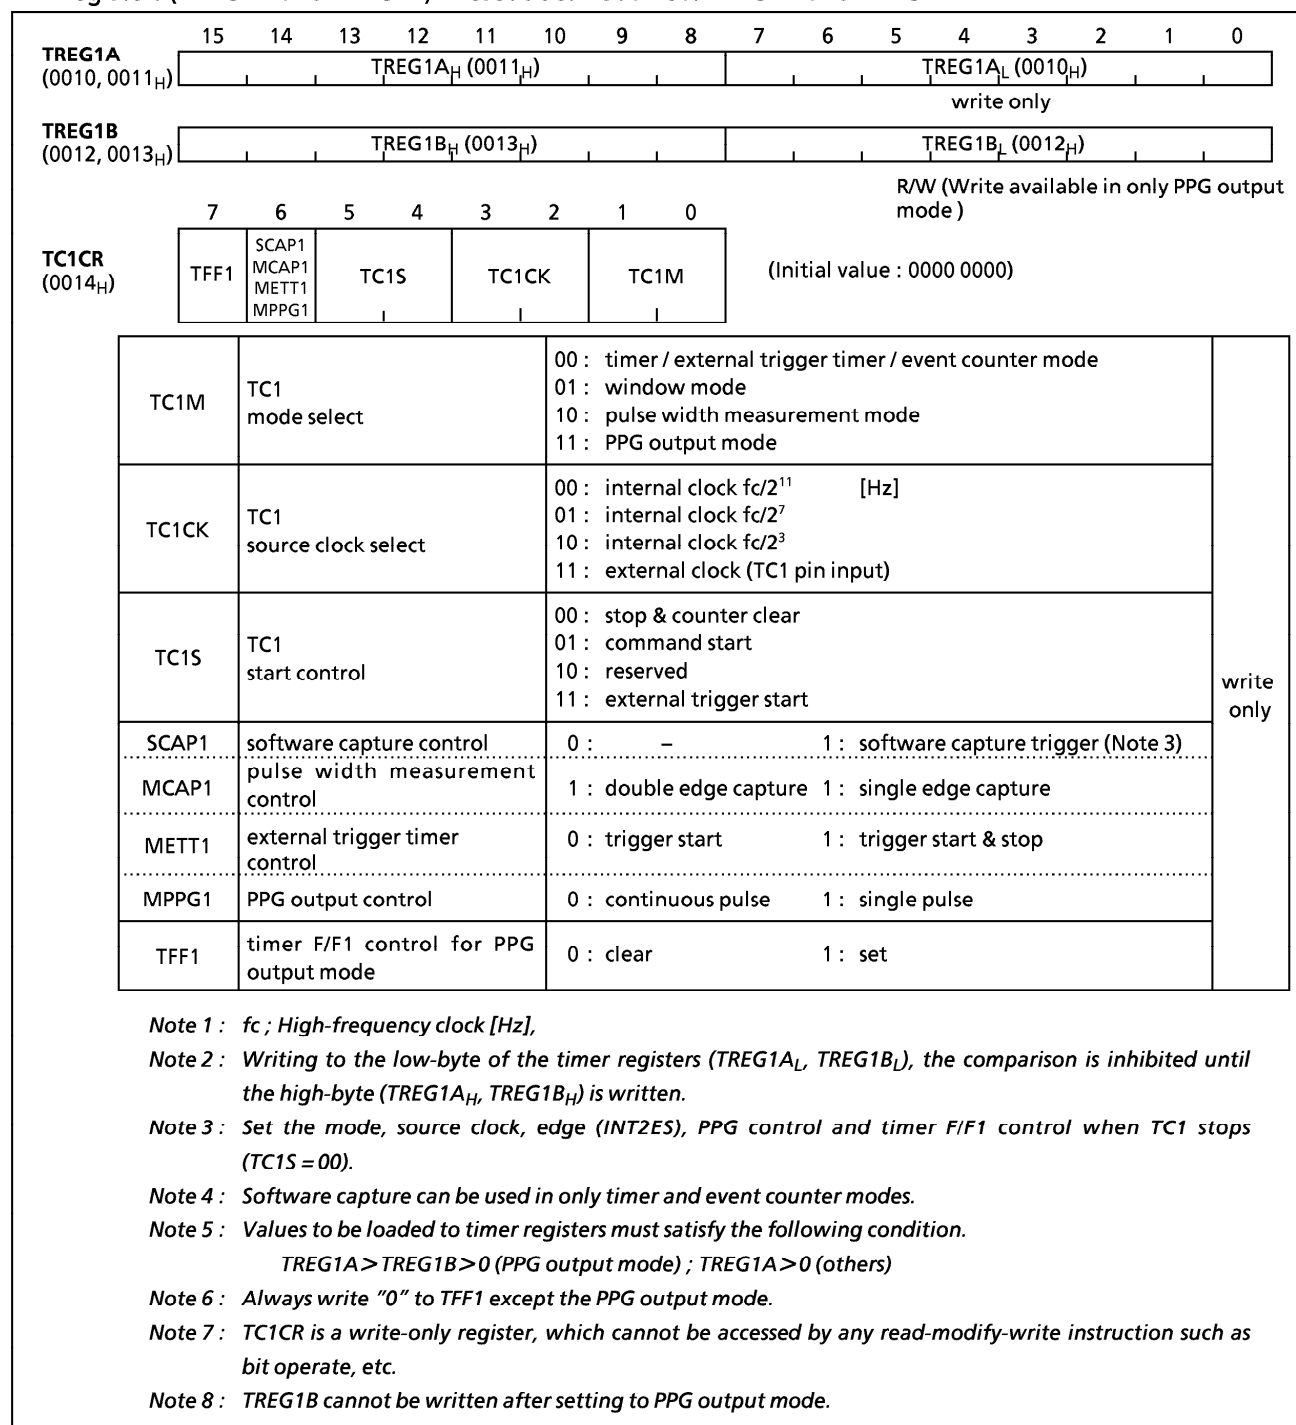 15 14 13 12 11 10 9 8 7 6 5 4 3 2 1 0
TREG1A
(0010, 0011H)
TREG1AH (0011H) TREG1AL (0010H)
write only
TREG1B
(0012, 0013H)
TREG1BH (0013H) TREG1BL (0012H)
R/W (Write available in only PPG output
mode )
7 6 5 4 3 2 1 0
TC1CR
(0014H)
TFF1
SCAP1
MCAP1
METT1
MPPG1
TC1S TC1CK TC1M
(Initial value : 0000 0000)
TC1M
TC1
mode select
00 : timer / external trigger timer / event counter mode
01 : window mode
10 : pulse width measurement mode
11 : PPG output mode
TC1CK
TC1
source clock select
00 : internal clock fc/2¹¹ [Hz]
01 : internal clock fc/2⁷
10 : internal clock fc/2³
11 : external clock (TC1 pin input)
TC1S
TC1
start control
00 : stop & counter clear
01 : command start
10 : reserved
11 : external trigger start
write
only
SCAP1 software capture control 0 : – 1 : software capture trigger (Note 3)
MCAP1
pulse width measurement
control
1 : double edge capture 1 : single edge capture
METT1
external trigger timer
control
0 : trigger start 1 : trigger start & stop
MPPG1 PPG output control 0 : continuous pulse 1 : single pulse
TFF1
timer F/F1 control for PPG
output mode
0 : clear 1 : set
Note 1 : fc ; High-frequency clock [Hz],
Note 2 : Writing to the low-byte of the timer registers (TREG1AL, TREG1BL), the comparison is inhibited until
the high-byte (TREG1AH, TREG1BH) is written.
Note 3 : Set the mode, source clock, edge (INT2ES), PPG control and timer F/F1 control when TC1 stops
(TC1S = 00).
Note 4 : Software capture can be used in only timer and event counter modes.
Note 5 : Values to be loaded to timer registers must satisfy the following condition.
TREG1A > TREG1B > 0 (PPG output mode) ; TREG1A > 0 (others)
Note 6 : Always write "0" to TFF1 except the PPG output mode.
Note 7 : TC1CR is a write-only register, which cannot be accessed by any read-modify-write instruction such as
bit operate, etc.
Note 8 : TREG1B cannot be written after setting to PPG output mode.